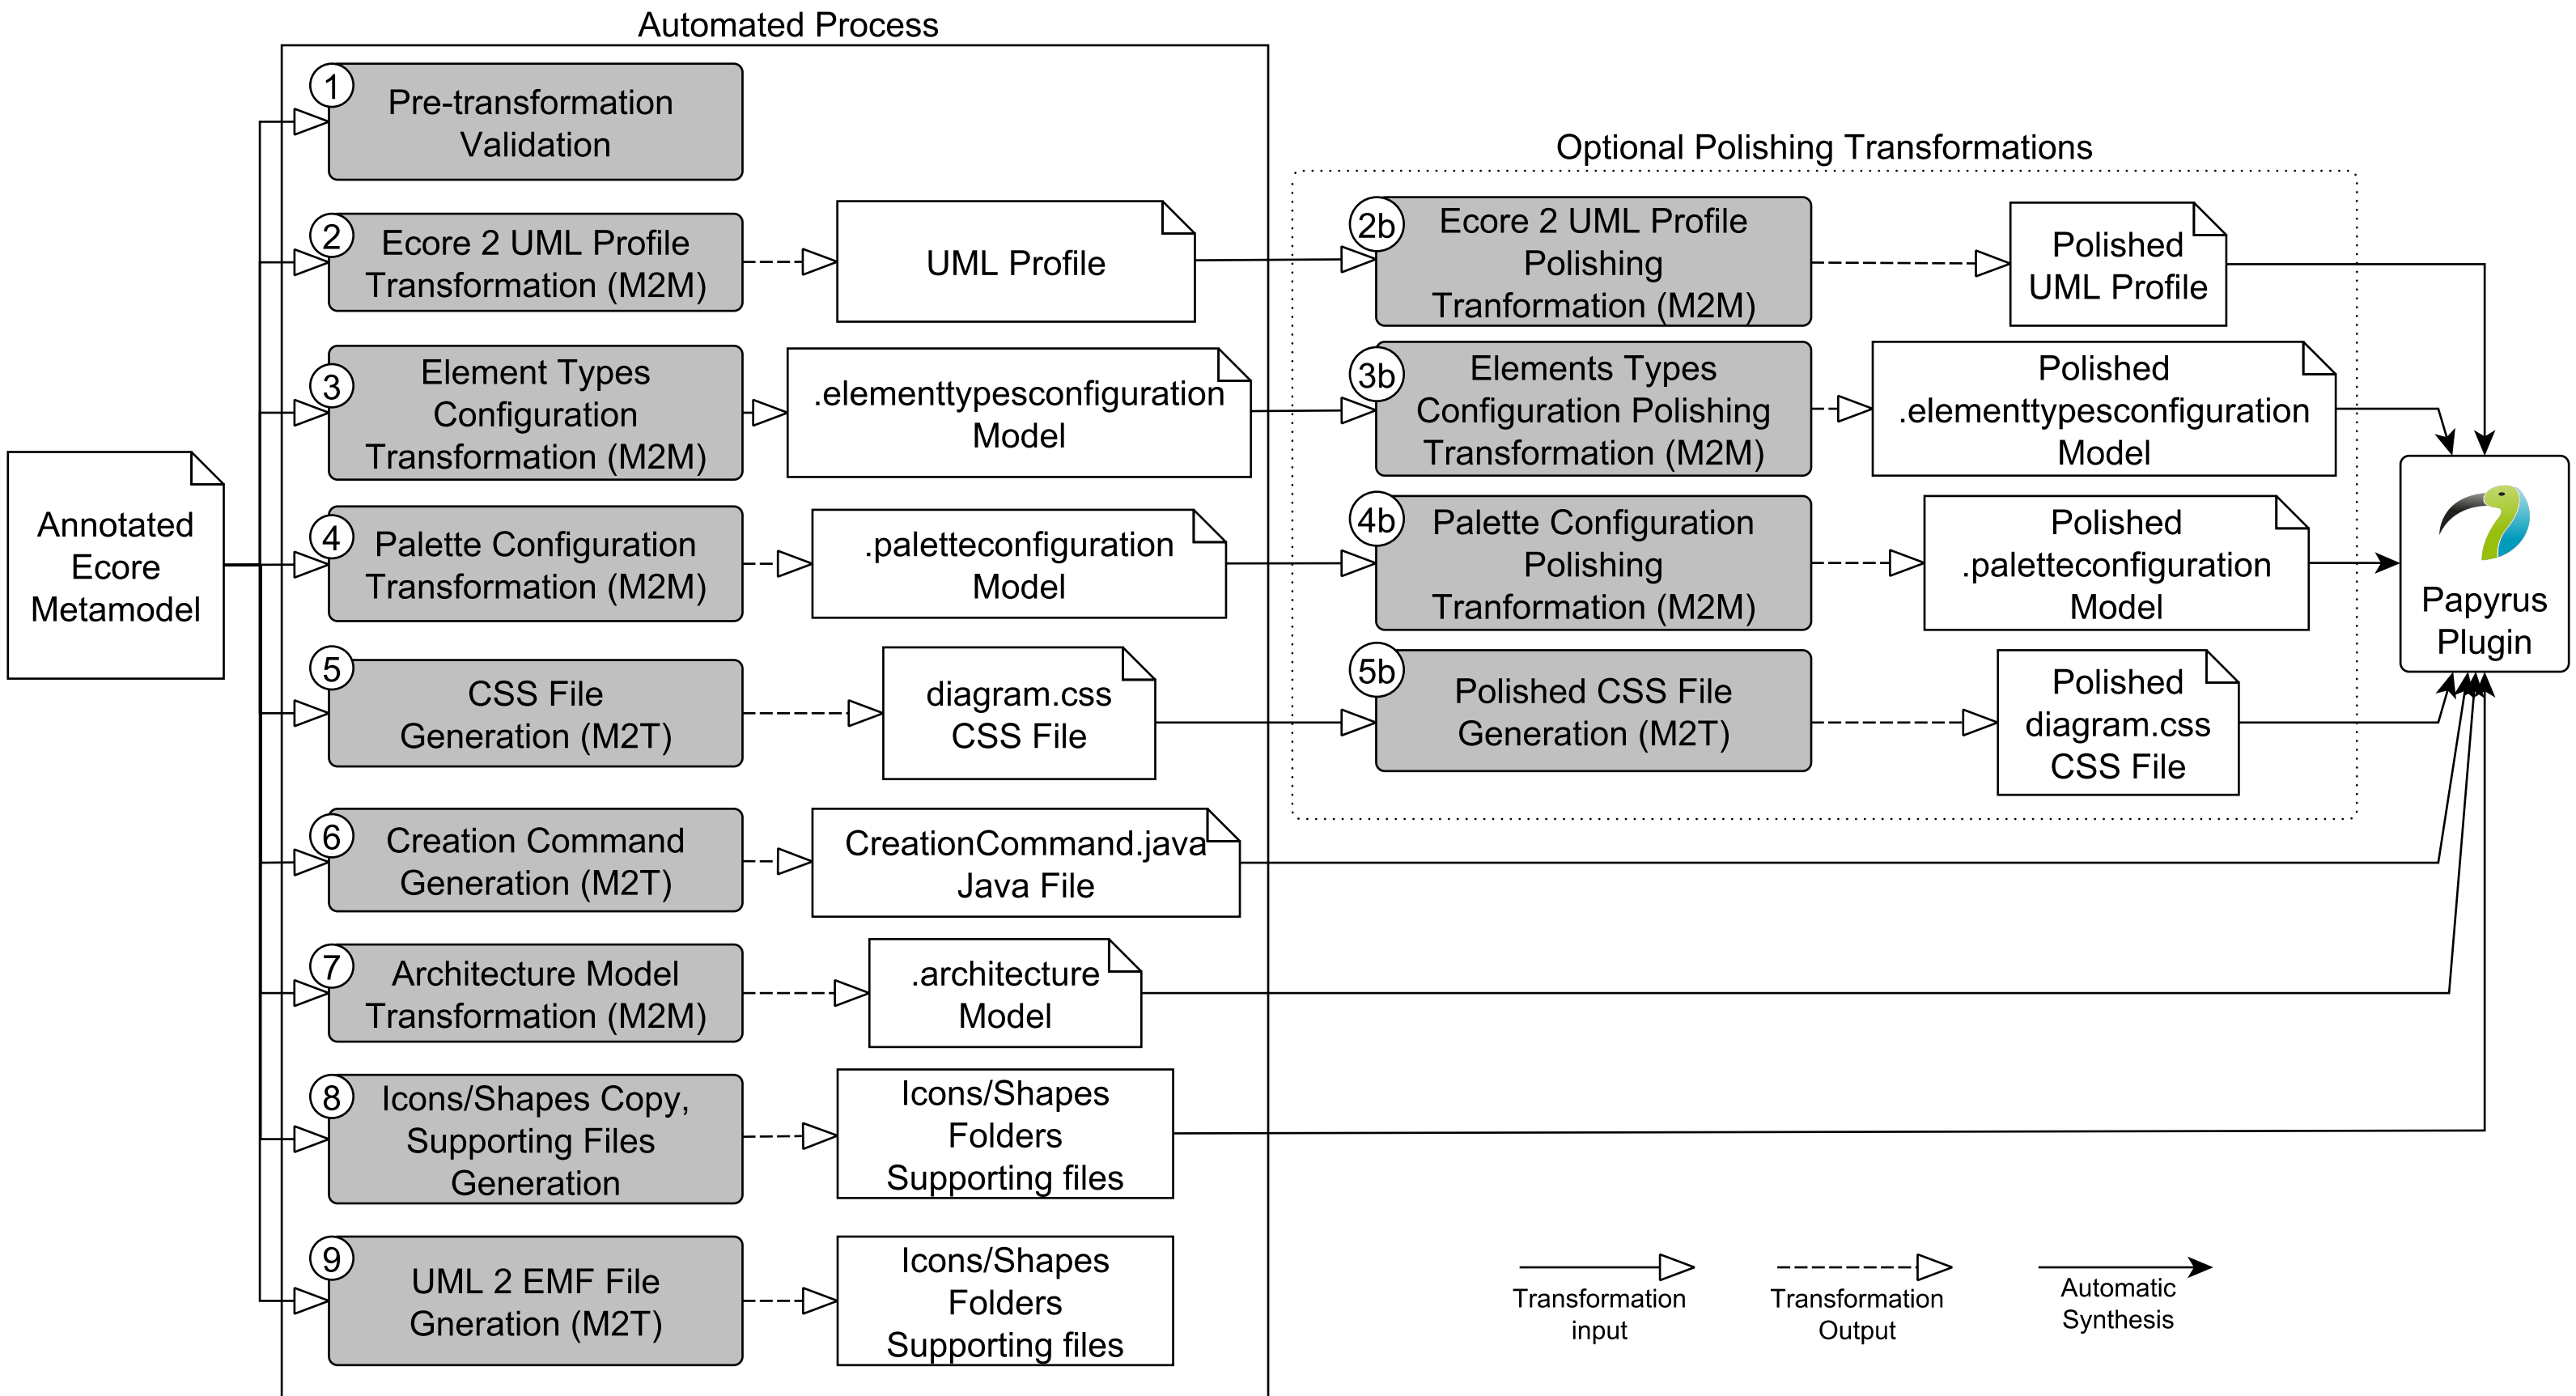 Automated Process
1
Pre-transformation
Validation
2
Ecore 2 UML Profile
Transformation (M2M)
UML Profile
3
Element Types
Configuration
Transformation (M2M)
.elementtypesconfiguration
Model
Annotated
Ecore
Metamodel
4
Palette Configuration
Transformation (M2M)
.paletteconfiguration
Model
5
CSS File
Generation (M2T)
diagram.css
CSS File
6
Creation Command
Generation (M2T)
CreationCommand.java
Java File
7
Architecture Model
Transformation (M2M)
.architecture
Model
8
Icons/Shapes Copy,
Supporting Files
Generation
Icons/Shapes
Folders
Supporting files
9
UML 2 EMF File
Gneration (M2T)
Icons/Shapes
Folders
Supporting files
Optional Polishing Transformations
2b
Ecore 2 UML Profile
Polishing
Tranformation (M2M)
Polished
UML Profile
3b
Elements Types
Configuration Polishing
Transformation (M2M)
Polished
.elementtypesconfiguration
Model
4b
Palette Configuration
Polishing
Tranformation (M2M)
Polished
.paletteconfiguration
Model
5b
Polished CSS File
Generation (M2T)
Polished
diagram.css
CSS File
Papyrus
Plugin
Transformation
input
Transformation
Output
Automatic
Synthesis